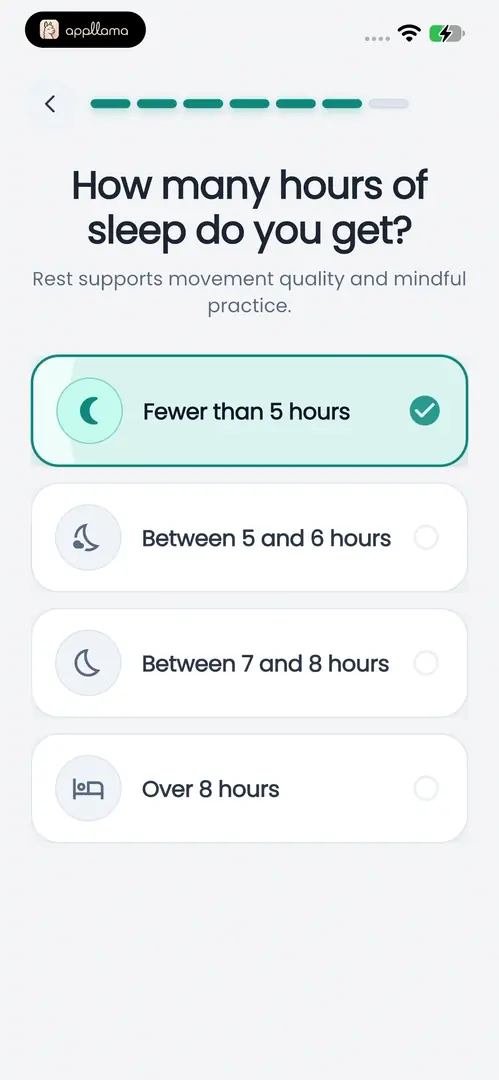 appllama
How many hours of
sleep do you get?
Rest supports movement quality and mindful
practice.
Fewer than 5 hours
Between 5 and 6 hours
Between 7 and 8 hours
Over 8 hours